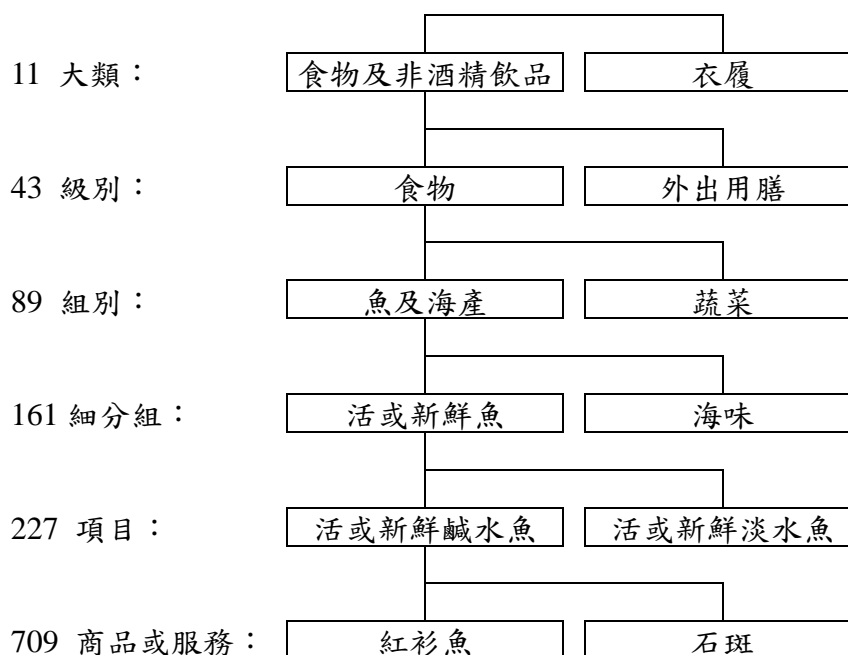 11 大類： 食物及非酒精飲品 衣履
43 級別： 食物 外出用膳
89 組別： 魚及海產 蔬菜
161 細分組： 活或新鮮魚 海味
227 項目： 活或新鮮鹹水魚 活或新鮮淡水魚
709 商品或服務： 紅衫魚 石斑